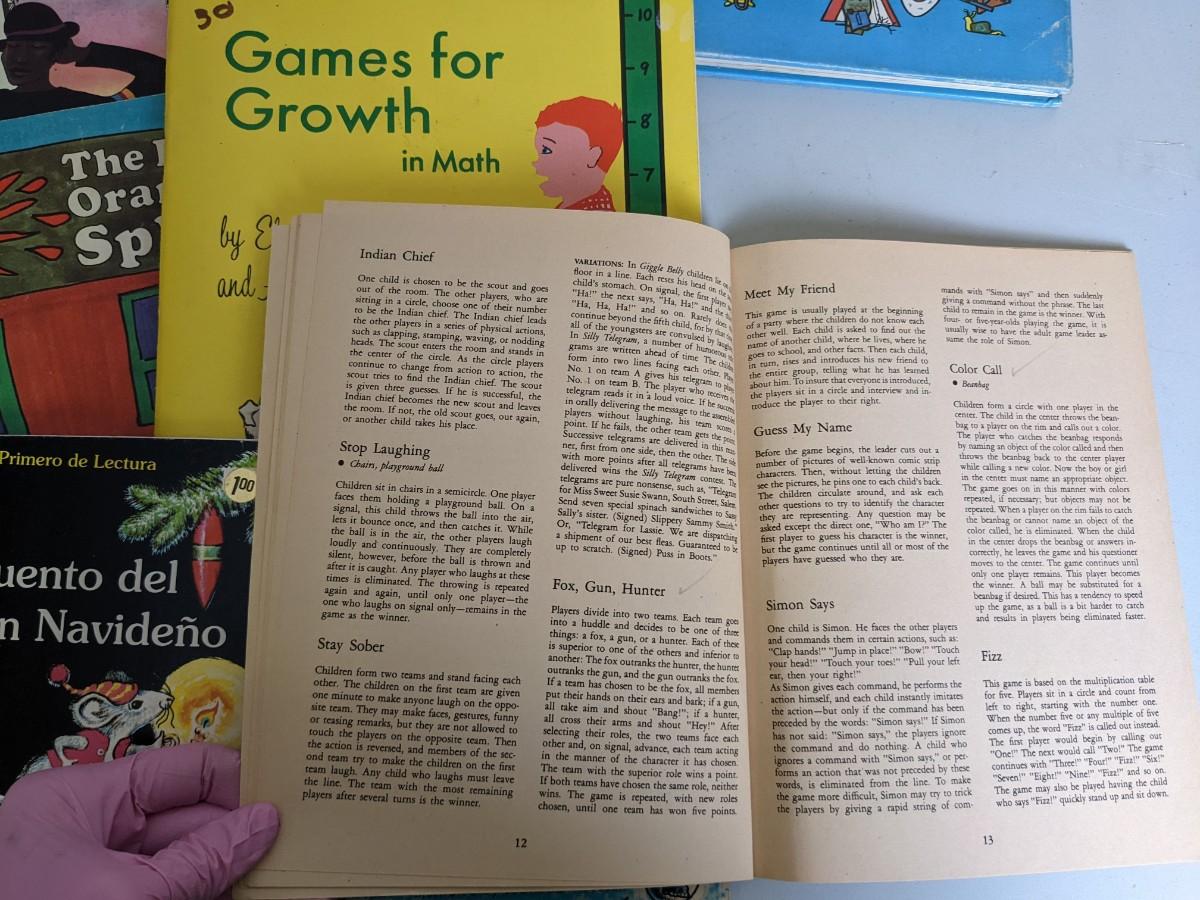 30
Games for
Growth
in Math
by
and
10
9
8
7
The
Ora
Sp
Primero de Lectura
1.00
uento del
n Navideño
Indian Chief
One child is chosen to be the scout and goes
out of the room. The other players, who are
sitting in a circle, choose one of their number
to be the Indian chief. The Indian chief leads
the other players in a series of physical actions,
such as clapping, stamping, waving, or nodding
heads. The scout enters the room and stands in
the center of the circle. As the circle players
continue to change from action to action, the
scout tries to find the Indian chief. The scout
is given three guesses. If he is successful, the
Indian chief becomes the new scout and leaves
the room. If not, the old scout goes, out again,
or another child takes his place.
Stop Laughing
• Chairs, playground ball
Children sit in chairs in a semicircle. One player
faces them holding a playground ball. On a
signal, this child throws the ball into the air,
lets it bounce once, and then catches it. While
the ball is in the air, the other players laugh
loudly and continuously. They are completely
silent, however, before the ball is thrown and
after it is caught. Any player who laughs at these
times is eliminated. The throwing is repeated
again and again, until only one player—the
one who laughs on signal only—remains in the
game as the winner.
Stay Sober
Children form two teams and stand facing each
other. The children on the first team are given
one minute to make anyone laugh on the oppo-
site team. They may make faces, gestures, funny
or teasing remarks, but they are not allowed to
touch the players on the opposite team. Then
the action is reversed, and members of the sec-
ond team try to make the children on the first
team laugh. Any child who laughs must leave
the line. The team with the most remaining
players after several turns is the winner.
VARIATIONS: In Giggle Belly children lie on
floor in a line. Each rests his head on the
child's stomach. On signal, the first player
"Ha!" the next says, "Ha, Ha!" and the
"Ha, Ha, Ha!" and so on. Rarely does
continue beyond the fifth child, for by that
all of the youngsters are convulsed by
In Silly Telegram, a number of humorous
grams are written ahead of time. The
form into two lines facing each other.
No. 1 on team A gives his telegram to
No. 1 on team B. The player who receives
telegram reads it in a loud voice. If he
in orally delivering the message to the
players without laughing, his team scores
point. If he fails, the other team gets the point.
Successive telegrams are delivered in this man-
ner, first from one side, then the other. The side
with more points after all telegrams have been
delivered wins the Silly Telegram contest. The
telegrams are pure nonsense, such as, "Telegram
for Miss Sweet Susie Swann, South Street, Salem.
Send seven special spinach sandwiches to Sassy
Sally's sister. (Signed) Slippery Sammy Smith."
Or, "Telegram for Lassie. We are dispatching
a shipment of our best fleas. Guaranteed to be
up to scratch. (Signed) Puss in Boots."
Fox, Gun, Hunter
Players divide into two teams. Each team goes
into a huddle and decides to be one of three
things: a fox, a gun, or a hunter. Each of these
is superior to one of the others and inferior to
another: The fox outranks the hunter, the hunter
outranks the gun, and the gun outranks the fox.
If a team has chosen to be the fox, all members
put their hands on their ears and bark; if a gun,
all take aim and shout "Bang!"; if a hunter,
all cross their arms and shout "Hey!" After
selecting their roles, the two teams face each
other and, on signal, advance, each team acting
in the manner of the character it has chosen.
The team with the superior role wins a point.
If both teams have chosen the same role, neither
wins. The game is repeated, with new roles
chosen, until one team has won five points.
12
Meet My Friend
This game is usually played at the beginning
of a party where the children do not know each
other well. Each child is asked to find out the
name of another child, where he lives, where he
goes to school, and other facts. Then each child,
in turn, rises and introduces his new friend to
the entire group, telling what he has learned
about him. To insure that everyone is introduced,
the players sit in a circle and interview and in-
troduce the player to their right.
Guess My Name
Before the game begins, the leader cuts out a
number of pictures of well-known comic strip
characters. Then, without letting the children
see the pictures, he pins one to each child's back.
The children circulate around, and ask each
other questions to try to identify the character
they are representing. Any question may be
asked except the direct one, "Who am I?" The
first player to guess his character is the winner,
but the game continues until all or most of the
players have guessed who they are.
Simon Says
One child is Simon. He faces the other players
and commands them in certain actions, such as:
"Clap hands!" "Jump in place!" "Bow!" "Touch
your head!" "Touch your toes!" "Pull your left
ear, then your right!"
As Simon gives each command, he performs the
action himself, and each child instantly imitates
the action—but only if the command has been
preceded by the words: "Simon says!" If Simon
has not said: "Simon says," the players ignore
the command and do nothing. A child who
ignores a command with "Simon says," or per-
forms an action that was not preceded by these
words, is eliminated from the line. To make
the game more difficult, Simon may try to trick
the players by giving a rapid string of com-
mands with "Simon says" and then suddenly
giving a command without the phrase. The last
child to remain in the game is the winner. With
four- or five-year-olds playing the game, it is
usually wise to have the adult game leader as-
sume the role of Simon.
Color Call
• Beanbag
Children form a circle with one player in the
center. The child in the center throws the bean-
bag to a player on the rim and calls out a color.
The player who catches the beanbag responds
by naming an object of the color called and then
throws the beanbag back to the center player
while calling a new color. Now the boy or girl
in the center must name an appropriate object.
The game goes on in this manner with colors
repeated, if necessary; but objects may not be
repeated. When a player on the rim fails to catch
the beanbag or cannot name an object of the
color called, he is eliminated. When the child
in the center drops the beanbag or answers in-
correctly, he leaves the game and his questioner
moves to the center. The game continues until
only one player remains. This player becomes
the winner. A ball may be substituted for a
beanbag if desired. This has a tendency to speed
up the game, as a ball is a bit harder to catch
and results in players being eliminated faster.
Fizz
This game is based on the multiplication table
for five. Players sit in a circle and count from
left to right, starting with the number one.
When the number five or any multiple of five
comes up, the word "Fizz" is called out instead.
The first player would begin by calling out
"One!" The next would call "Two!" The game
continues with "Three!" "Four!" "Fizz!" "Six!"
"Seven!" "Eight!" "Nine!" "Fizz!" and so on.
The game may also be played having the child
who says "Fizz!" quickly stand up and sit down.
13